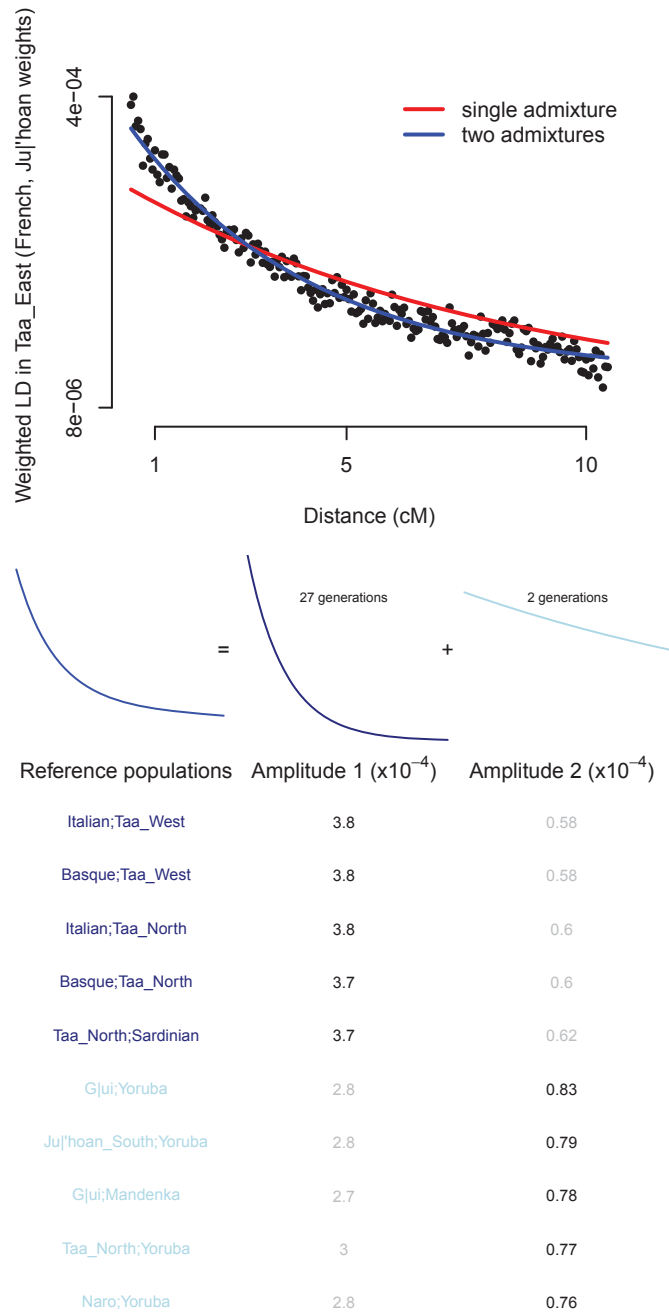 4e−04
8e−06
Weighted LD in Taa_East (French, Ju|'hoan weights)
single admixture
two admixtures
1 5 10
Distance (cM)
27 generations 2 generations
= +
Reference populations Amplitude 1 (x10⁻⁴) Amplitude 2 (x10⁻⁴)
Italian;Taa_West 3.8 0.58
Basque;Taa_West 3.8 0.58
Italian;Taa_North 3.8 0.6
Basque;Taa_North 3.7 0.6
Taa_North;Sardinian 3.7 0.62
G|ui;Yoruba 2.8 0.83
Ju|'hoan_South;Yoruba 2.8 0.79
G|ui;Mandenka 2.7 0.78
Taa_North;Yoruba 3 0.77
Naro;Yoruba 2.8 0.76